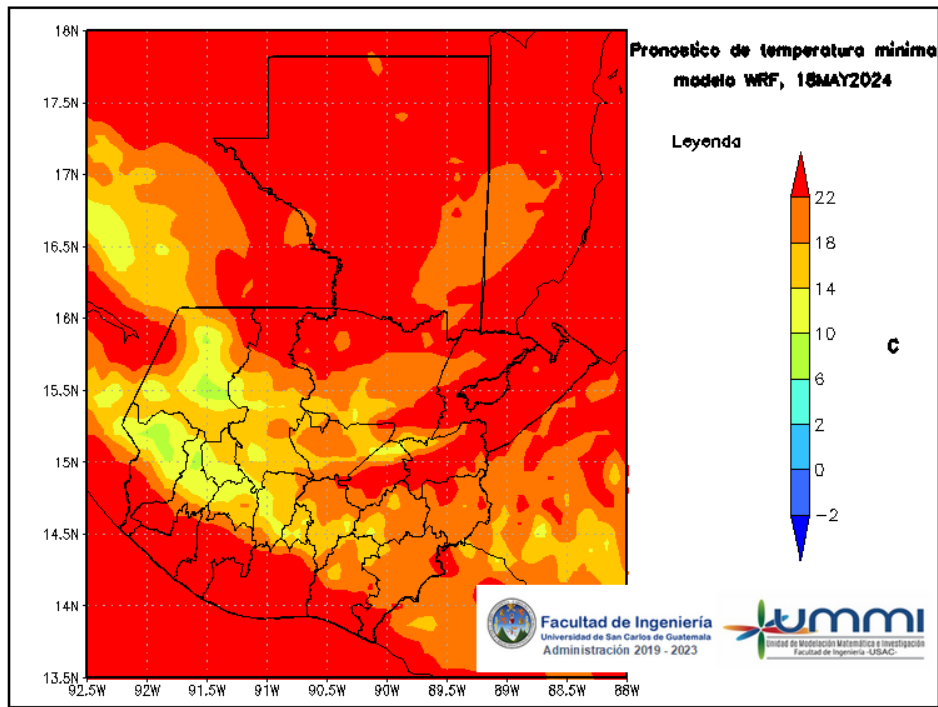 Pronostico de temperatura minima
modelo WRF, 18MAY2024
Leyenda
22
18
14
10
6
2
0
−2
C
18N
17.5N
17N
16.5N
16N
15.5N
15N
14.5N
14N
13.5N
92.5W 92W 91.5W 91W 90.5W 90W 89.5W 89W 88.5W 88W
Facultad de Ingeniería
Universidad de San Carlos de Guatemala
Administración 2019 - 2023
UMMI
Unidad de Modelación Matemática e Investigación
Facultad de Ingeniería -USAC-